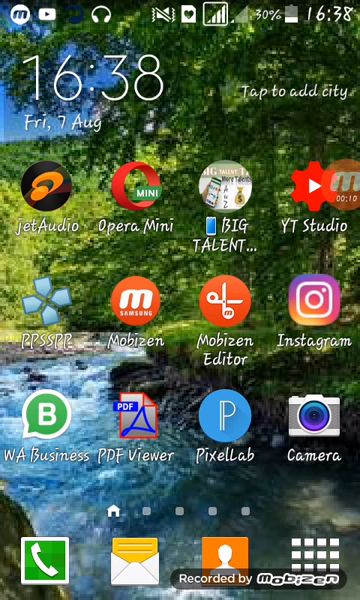 30% 16:38
16:38
Fri, 7 Aug
Tap to add city
MINI
BIG TALENT
m
00:10
jetAudio
Opera Mini
BIG
TALENT...
YT Studio
m
SAMSUNG
PPSSPP
Mobizen
Mobizen
Editor
Instagram
B
PDF
P
WA Business
PDF Viewer
PixelLab
Camera
Recorded by Mobizen